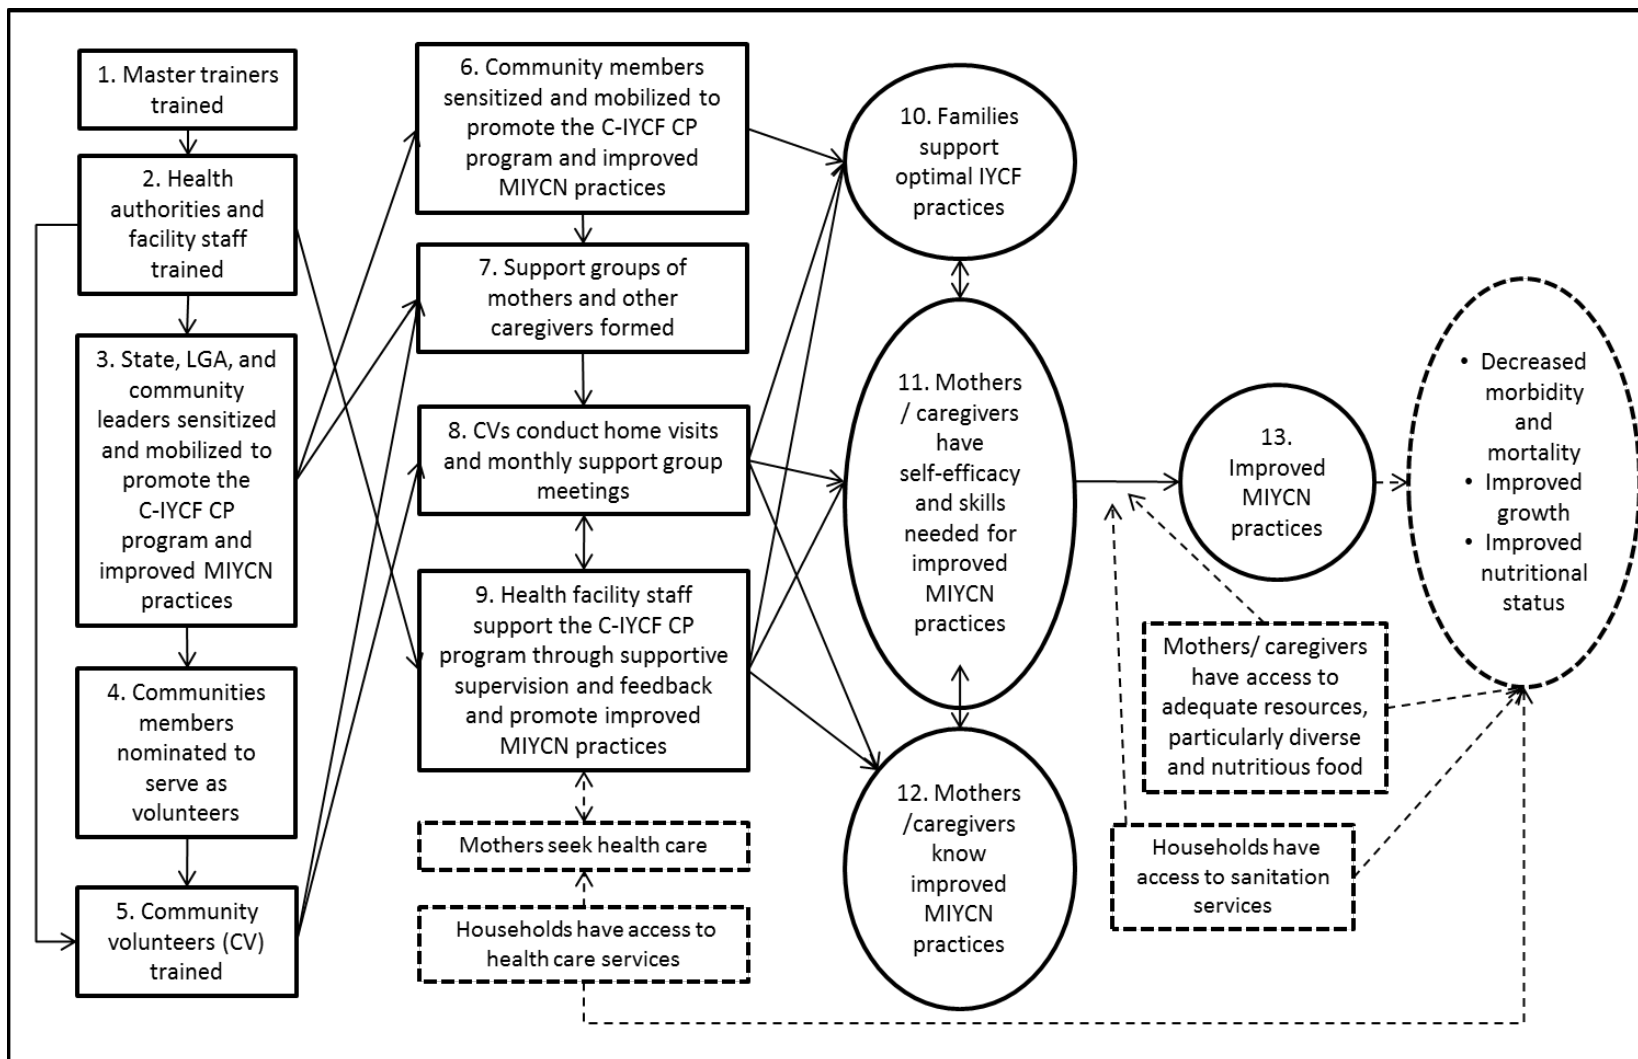 1. Master trainers
trained
2. Health
authorities and
facility staff
trained
3. State, LGA, and
community
leaders sensitized
and mobilized to
promote the
C-IYCF CP
program and
improved MIYCN
practices
4. Communities
members
nominated to
serve as
volunteers
5. Community
volunteers (CV)
trained
6. Community members
sensitized and mobilized to
promote the C-IYCF CP
program and improved
MIYCN practices
7. Support groups of
mothers and other
caregivers formed
8. CVs conduct home visits
and monthly support group
meetings
9. Health facility staff
support the C-IYCF CP
program through supportive
supervision and feedback
and promote improved
MIYCN practices
Mothers seek health care
Households have access to
health care services
10. Families
support
optimal IYCF
practices
11. Mothers
/ caregivers
have
self-efficacy
and skills
needed for
improved
MIYCN
practices
12. Mothers
/caregivers
know
improved
MIYCN
practices
13.
Improved
MIYCN
practices
Mothers/ caregivers
have access to
adequate resources,
particularly diverse
and nutritious food
Households have
access to sanitation
services
• Decreased
morbidity
and
mortality
• Improved
growth
• Improved
nutritional
status